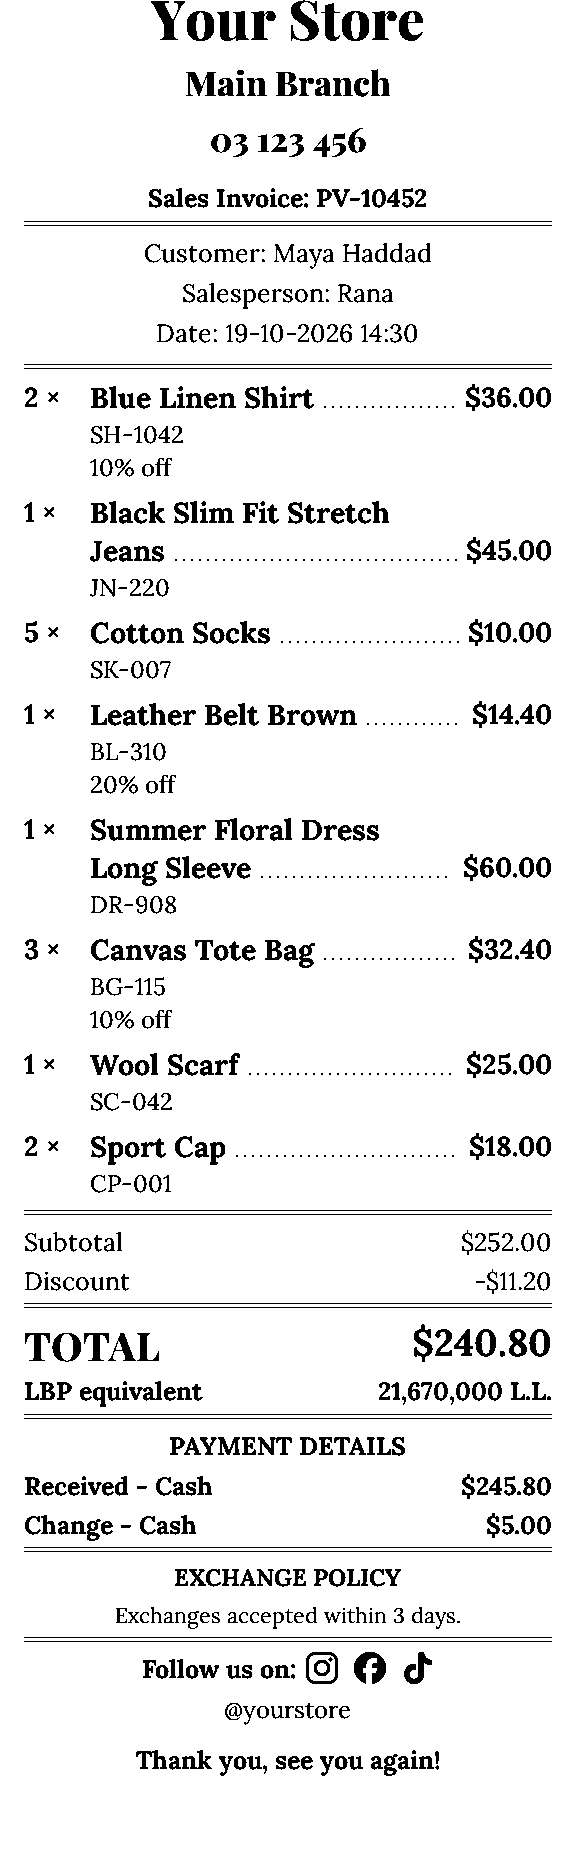 Your Store
Main Branch
03 123 456
Sales Invoice: PV-10452
Customer: Maya Haddad
Salesperson: Rana
Date: 19-10-2026 14:30
2 × Blue Linen Shirt ................. $36.00
SH-1042
10% off
1 × Black Slim Fit Stretch
Jeans .................................... $45.00
JN-220
5 × Cotton Socks ....................... $10.00
SK-007
1 × Leather Belt Brown ............ $14.40
BL-310
20% off
1 × Summer Floral Dress
Long Sleeve ........................ $60.00
DR-908
3 × Canvas Tote Bag ................. $32.40
BG-115
10% off
1 × Wool Scarf .......................... $25.00
SC-042
2 × Sport Cap ............................ $18.00
CP-001
Subtotal $252.00
Discount -$11.20
TOTAL $240.80
LBP equivalent 21,670,000 L.L.
PAYMENT DETAILS
Received - Cash $245.80
Change - Cash $5.00
EXCHANGE POLICY
Exchanges accepted within 3 days.
Follow us on:
@yourstore
Thank you, see you again!